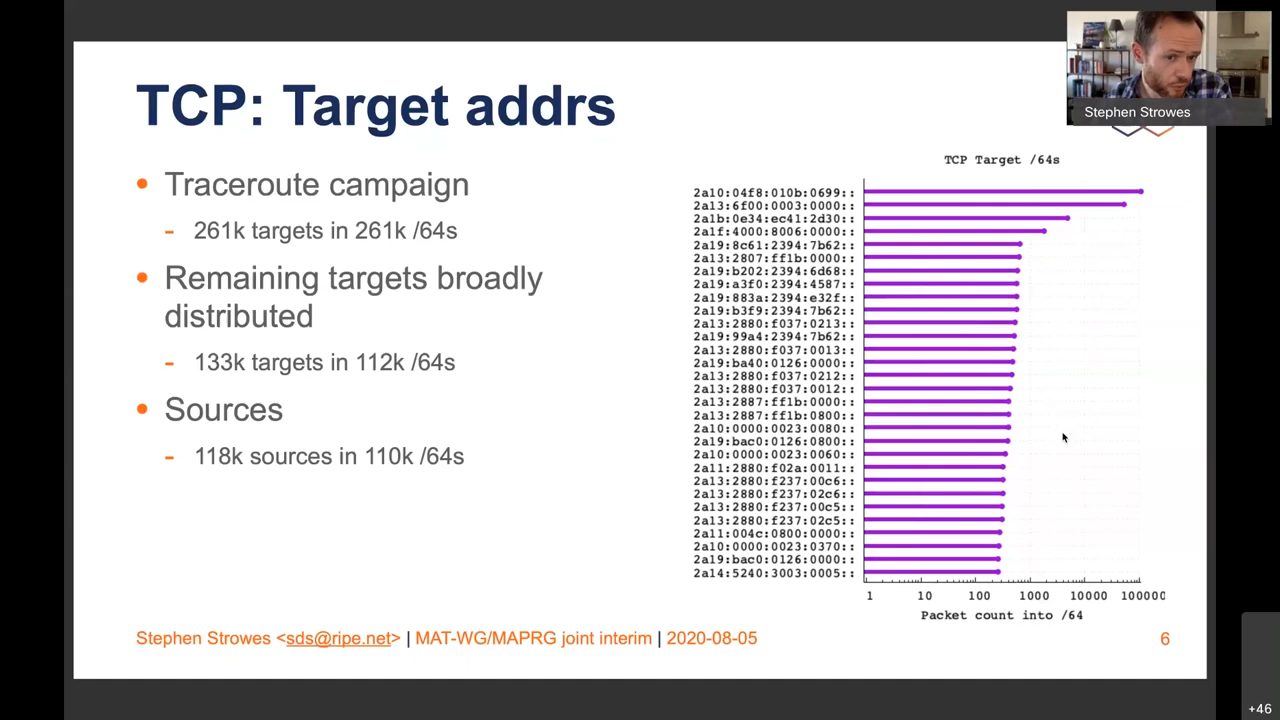 Stephen Strowes
TCP: Target addrs
• Traceroute campaign
- 261k targets in 261k /64s
• Remaining targets broadly
distributed
- 133k targets in 112k /64s
• Sources
- 118k sources in 110k /64s
TCP Target /64s
2a10:04f8:010b:0699::
2a13:6f00:0003:0000::
2a1b:0e34:ec41:2d30::
2a1f:4000:8006:0000::
2a19:8c61:2394:7b62::
2a13:2807:ff1b:0000::
2a19:b202:2394:6d68::
2a19:a3f0:2394:4587::
2a19:883a:2394:e32f::
2a19:b3f9:2394:7b62::
2a13:2880:f037:0213::
2a19:99a4:2394:7b62::
2a13:2880:f037:0013::
2a19:ba40:0126:0000::
2a13:2880:f037:0212::
2a13:2880:f037:0012::
2a13:2887:ff1b:0000::
2a13:2887:ff1b:0800::
2a10:0000:0023:0080::
2a19:bac0:0126:0800::
2a10:0000:0023:0060::
2a11:2880:f02a:0011::
2a13:2880:f237:00c6::
2a13:2880:f237:02c6::
2a13:2880:f237:00c5::
2a13:2880:f237:02c5::
2a11:004c:0800:0000::
2a10:0000:0023:0370::
2a19:bac0:0126:0000::
2a14:5240:3003:0005::
1 10 100 1000 10000 100000
Packet count into /64
Stephen Strowes <sds@ripe.net> | MAT-WG/MAPRG joint interim | 2020-08-05
6
+46